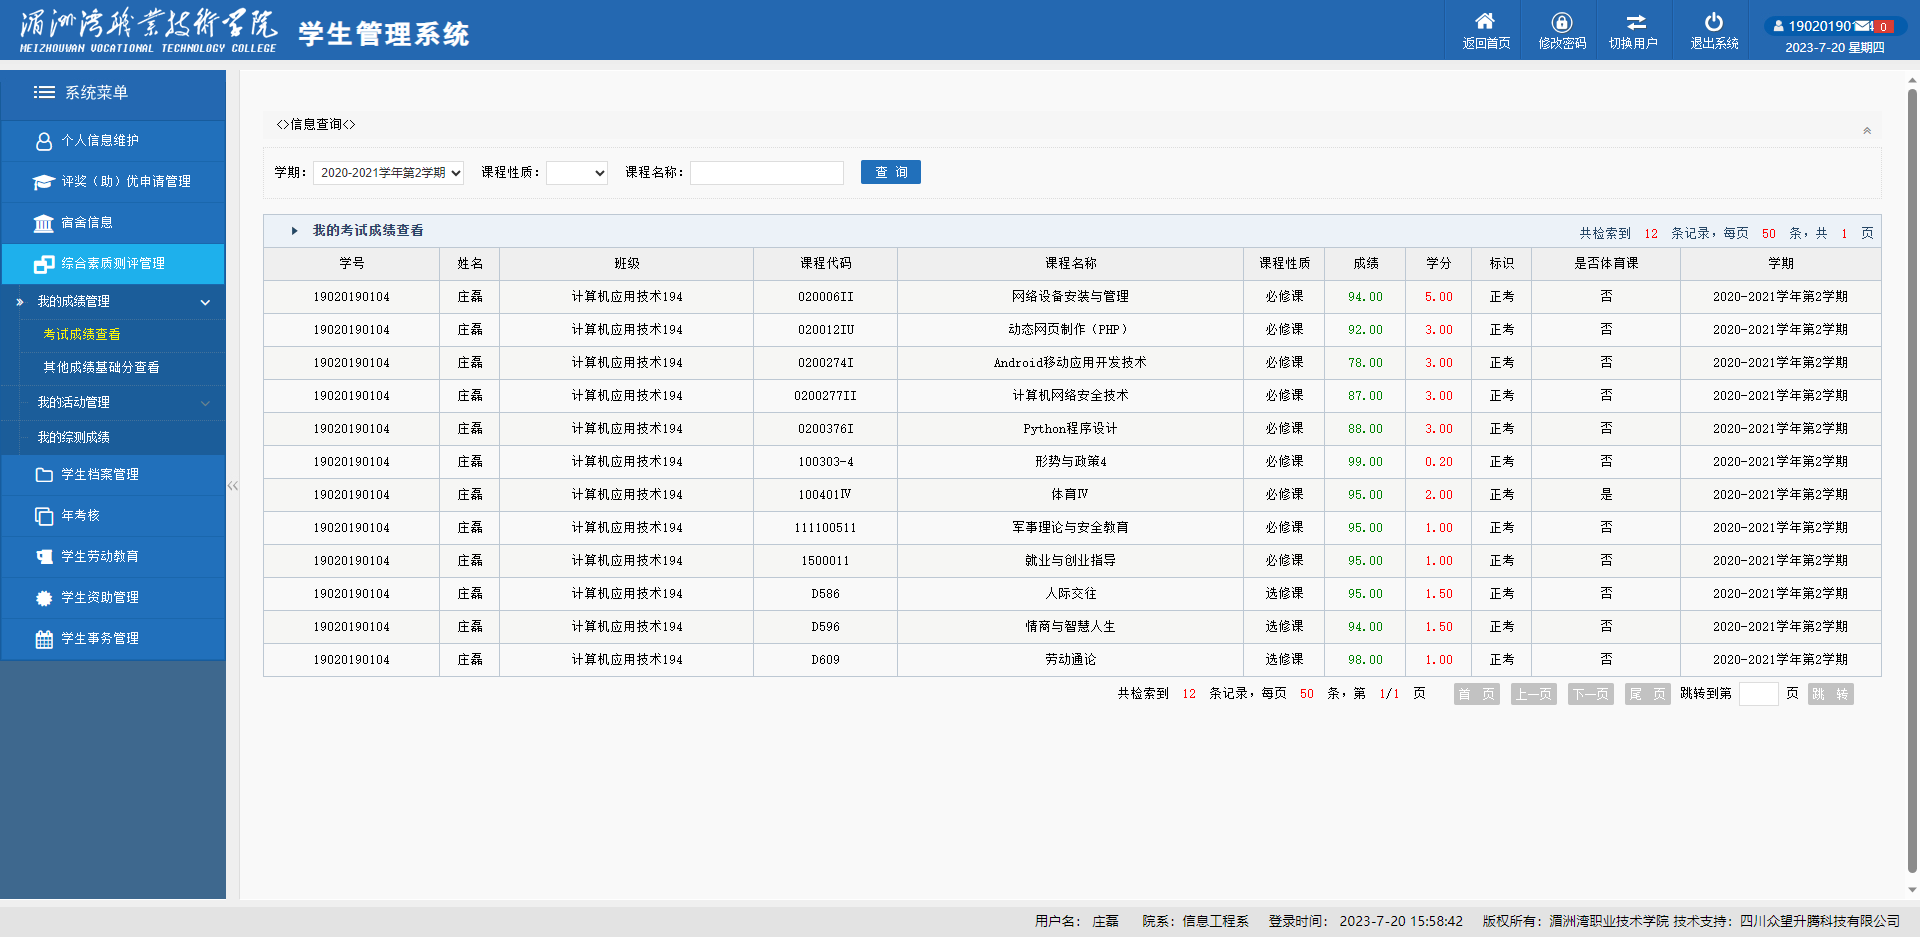 湄洲湾职业技术学院
MEIZHOUWAN VOCATIONAL TECHNOLOGY COLLEGE
学生管理系统
返回首页 修改密码 切换用户 退出系统
19020190 4 0
2023-7-20 星期四
系统菜单
个人信息维护
评奖（助）优申请管理
宿舍信息
综合素质测评管理
我的成绩管理
考试成绩查看
其他成绩基础分查看
我的活动管理
我的综测成绩
学生档案管理
年考核
学生劳动教育
学生资助管理
学生事务管理
<>信息查询<>
学期： 2020-2021学年第2学期 课程性质： 课程名称： 查 询
我的考试成绩查看 共检索到 12 条记录，每页 50 条，共 1 页
学号 姓名 班级 课程代码 课程名称 课程性质 成绩 学分 标识 是否体育课 学期
19020190104 庄磊 计算机应用技术194 020006II 网络设备安装与管理 必修课 94.00 5.00 正考 否 2020-2021学年第2学期
19020190104 庄磊 计算机应用技术194 020012IU 动态网页制作（PHP） 必修课 92.00 3.00 正考 否 2020-2021学年第2学期
19020190104 庄磊 计算机应用技术194 0200274I Android移动应用开发技术 必修课 78.00 3.00 正考 否 2020-2021学年第2学期
19020190104 庄磊 计算机应用技术194 0200277II 计算机网络安全技术 必修课 87.00 3.00 正考 否 2020-2021学年第2学期
19020190104 庄磊 计算机应用技术194 0200376I Python程序设计 必修课 88.00 3.00 正考 否 2020-2021学年第2学期
19020190104 庄磊 计算机应用技术194 100303-4 形势与政策4 必修课 99.00 0.20 正考 否 2020-2021学年第2学期
19020190104 庄磊 计算机应用技术194 100401Ⅳ 体育Ⅳ 必修课 95.00 2.00 正考 是 2020-2021学年第2学期
19020190104 庄磊 计算机应用技术194 111100511 军事理论与安全教育 必修课 95.00 1.00 正考 否 2020-2021学年第2学期
19020190104 庄磊 计算机应用技术194 1500011 就业与创业指导 必修课 95.00 1.00 正考 否 2020-2021学年第2学期
19020190104 庄磊 计算机应用技术194 D586 人际交往 选修课 95.00 1.50 正考 否 2020-2021学年第2学期
19020190104 庄磊 计算机应用技术194 D596 情商与智慧人生 选修课 94.00 1.50 正考 否 2020-2021学年第2学期
19020190104 庄磊 计算机应用技术194 D609 劳动通论 选修课 98.00 1.00 正考 否 2020-2021学年第2学期
共检索到 12 条记录，每页 50 条，第 1/1 页 首 页 上一页 下一页 尾 页 跳转到第 页 跳 转
用户名： 庄磊 院系：信息工程系 登录时间： 2023-7-20 15:58:42 版权所有：湄洲湾职业技术学院 技术支持：四川众望升腾科技有限公司